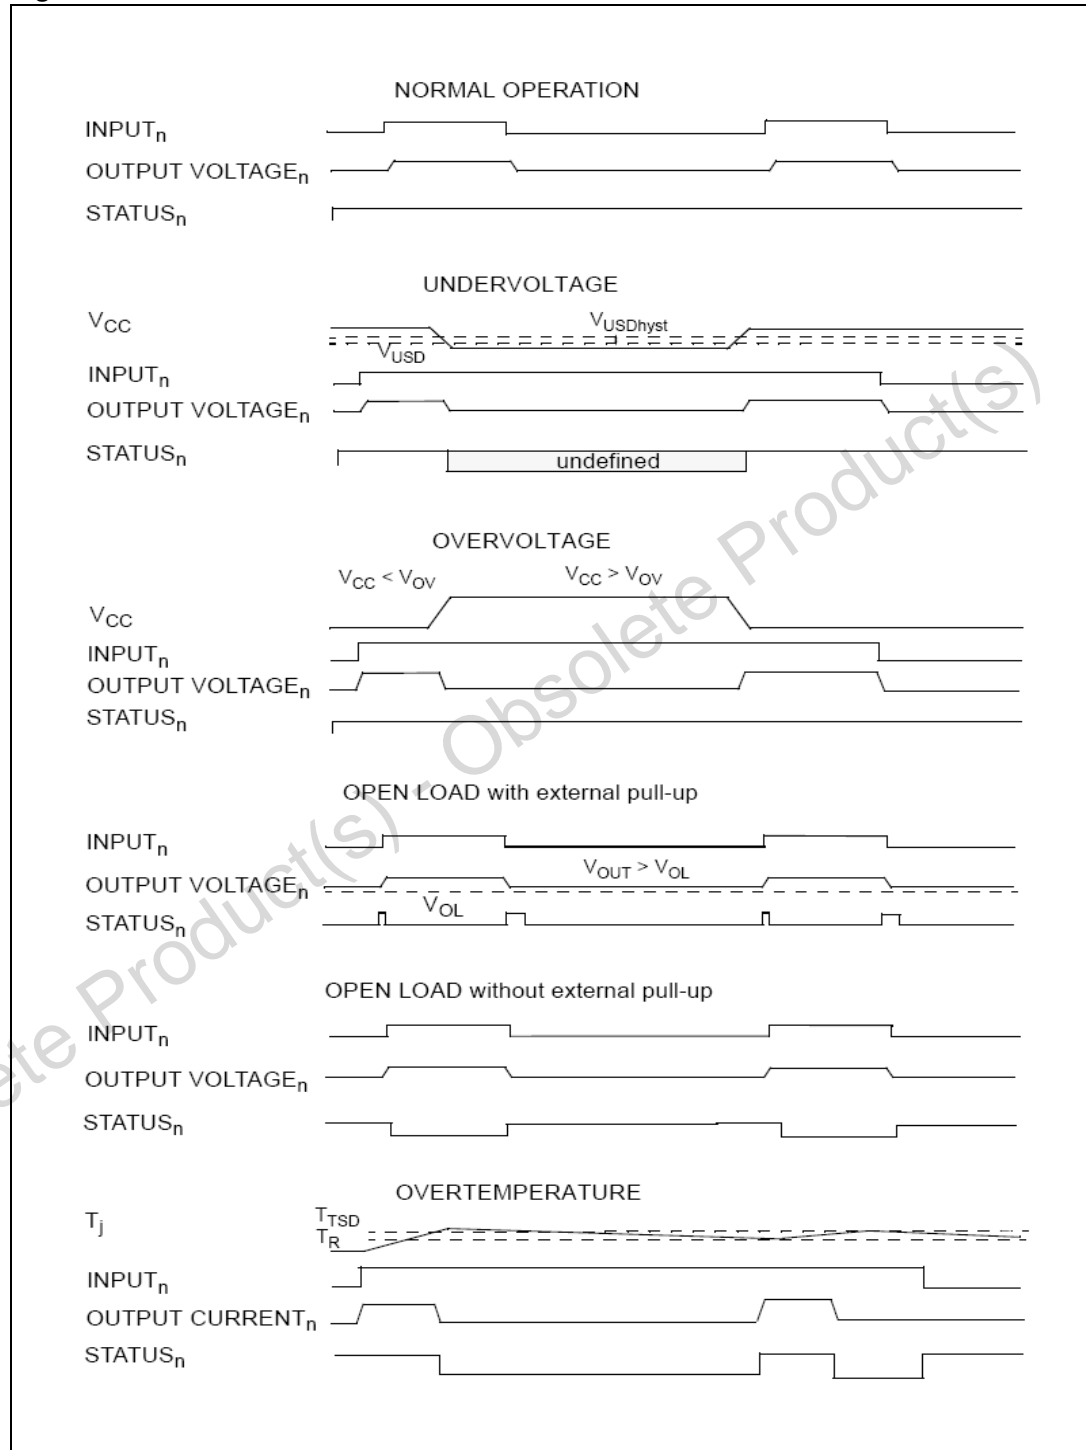 NORMAL OPERATION
INPUTn
OUTPUT VOLTAGEn
STATUSn
UNDERVOLTAGE
VCC
VUSDhyst
VUSD
INPUTn
OUTPUT VOLTAGEn
STATUSn
undefined
OVERVOLTAGE
VCC < VOV
VCC > VOV
VCC
INPUTn
OUTPUT VOLTAGEn
STATUSn
OPEN LOAD with external pull-up
INPUTn
VOUT > VOL
OUTPUT VOLTAGEn
VOL
STATUSn
OPEN LOAD without external pull-up
INPUTn
OUTPUT VOLTAGEn
STATUSn
OVERTEMPERATURE
Tj
TTSD
TR
INPUTn
OUTPUT CURRENTn
STATUSn
ete Product(s) - Obsolete Product(s)